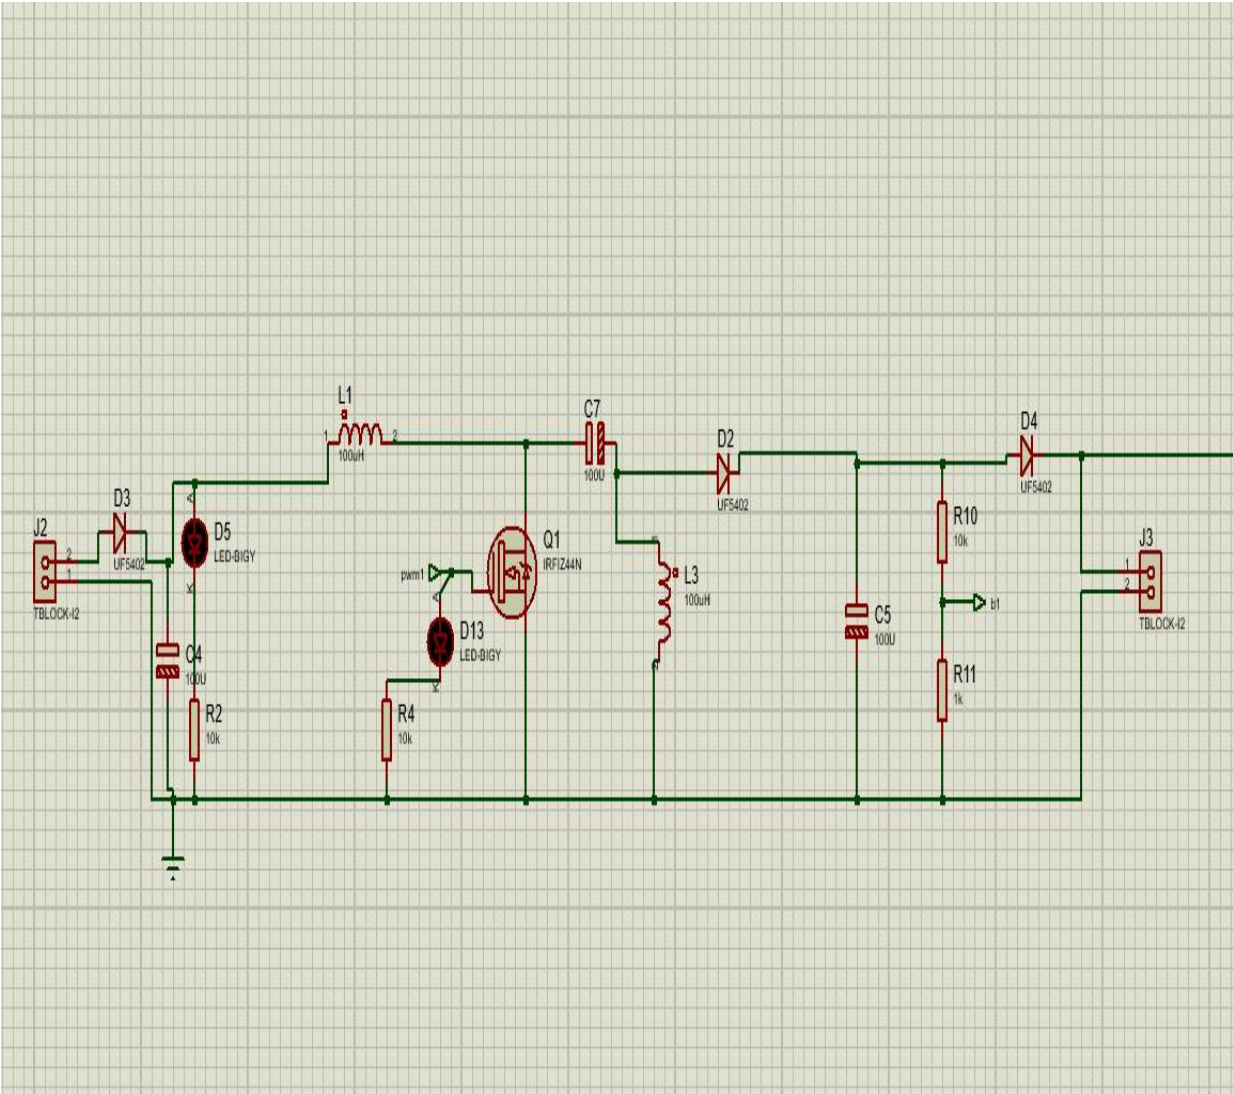 L1
1
2
100uH
C7
100U
D2
UF5402
D4
UF5402
J2
2
1
TBLOCK-I2
D3
UF5402
A
D5
LED-BIGY
K
C4
100U
R2
10k
pwm1
A
D13
LED-BIGY
K
R4
10k
Q1
IRFIZ44N
L3
100uH
C5
100U
R10
10k
b1
R11
1k
J3
1
2
TBLOCK-I2